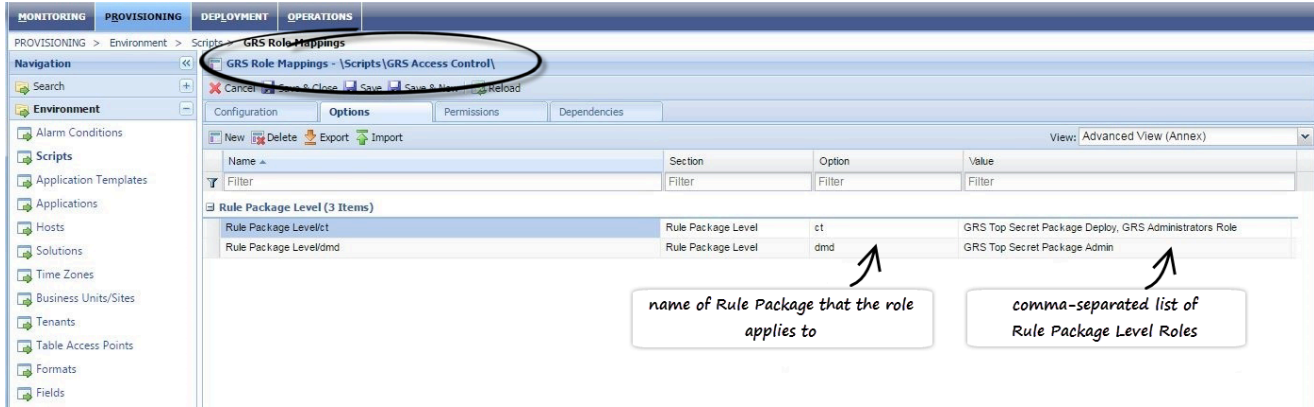 MONITORING PROVISIONING DEPLOYMENT OPERATIONS
PROVISIONING > Environment > Scripts > GRS Role Mappings
Navigation
GRS Role Mappings - \Scripts\GRS Access Control\
Search
Cancel Save & Close Save Save & New Reload
Environment
Configuration Options Permissions Dependencies
Alarm Conditions
New Delete Export Import View: Advanced View (Annex)
Scripts
Name Section Option Value
Application Templates
Filter Filter Filter Filter
Applications
Rule Package Level (3 Items)
Hosts
Rule Package Level/ct Rule Package Level ct GRS Top Secret Package Deploy, GRS Administrators Role
Solutions
Rule Package Level/dmd Rule Package Level dmd GRS Top Secret Package Admin
Time Zones
Business Units/Sites
name of Rule Package that the role
applies to
comma-separated list of
Rule Package Level Roles
Tenants
Table Access Points
Formats
Fields